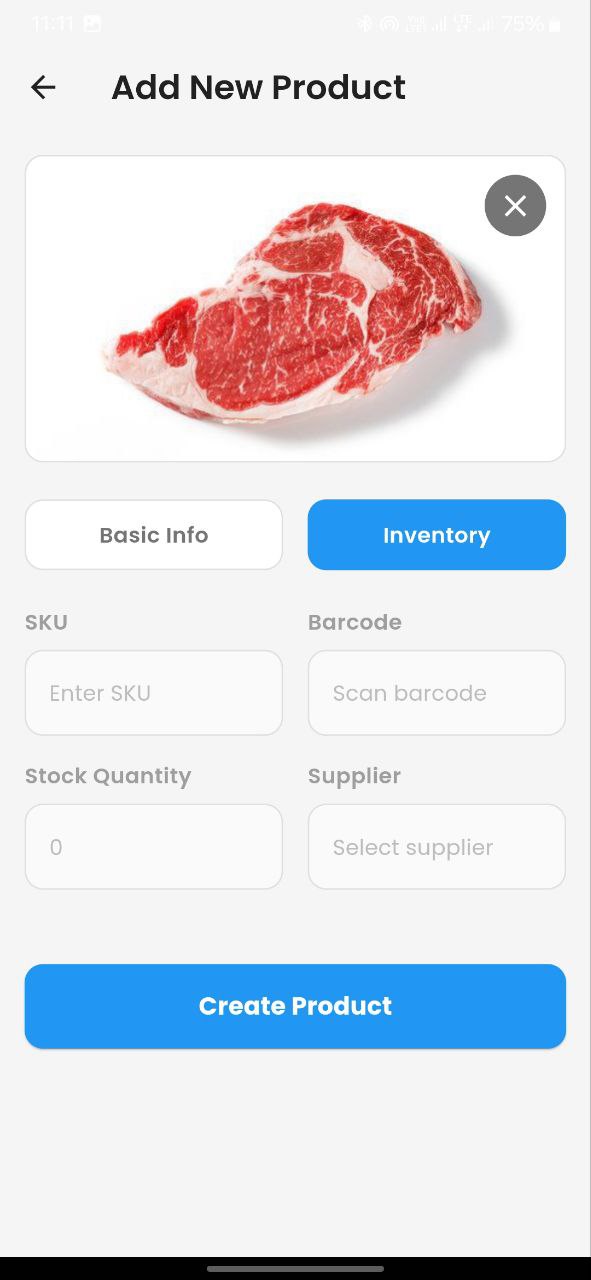 11:11 75%
Add New Product
Basic Info Inventory
SKU Barcode
Enter SKU Scan barcode
Stock Quantity Supplier
0 Select supplier
Create Product